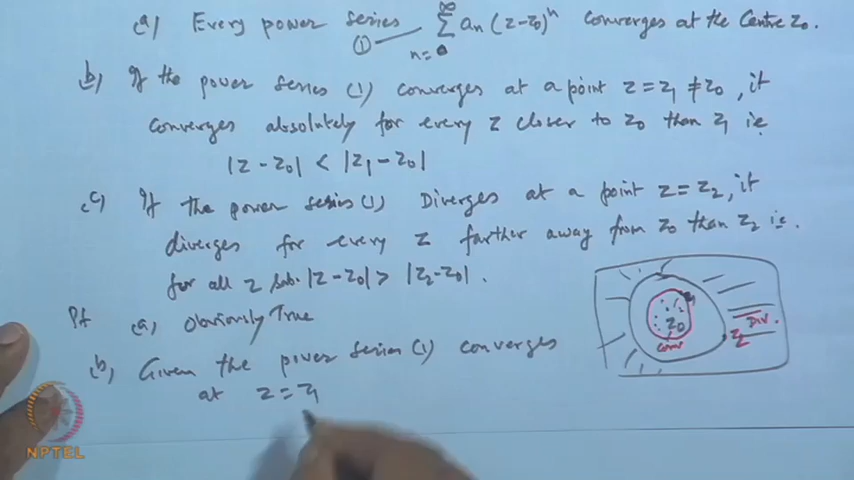 (a) Every power series ∞∑n=0 an (z-z0)^n converges at the Centre z0.
(1)
(b) If the power series (1) converges at a point z = z1 ≠ z0, it
converges absolutely for every z closer to z0 than z1 i.e
|z - z0| < |z1 - z0|
(c) If the power series (1) Diverges at a point z = z2, it
diverges for every z farther away from z0 than z2 i.e.
for all z s.t. |z - z0| > |z2 - z0|.
Pf (a) Obviously True
(b) Given the power series (1) converges
at z = z1
z1
z0
conv
Div.
z2
NPTEL